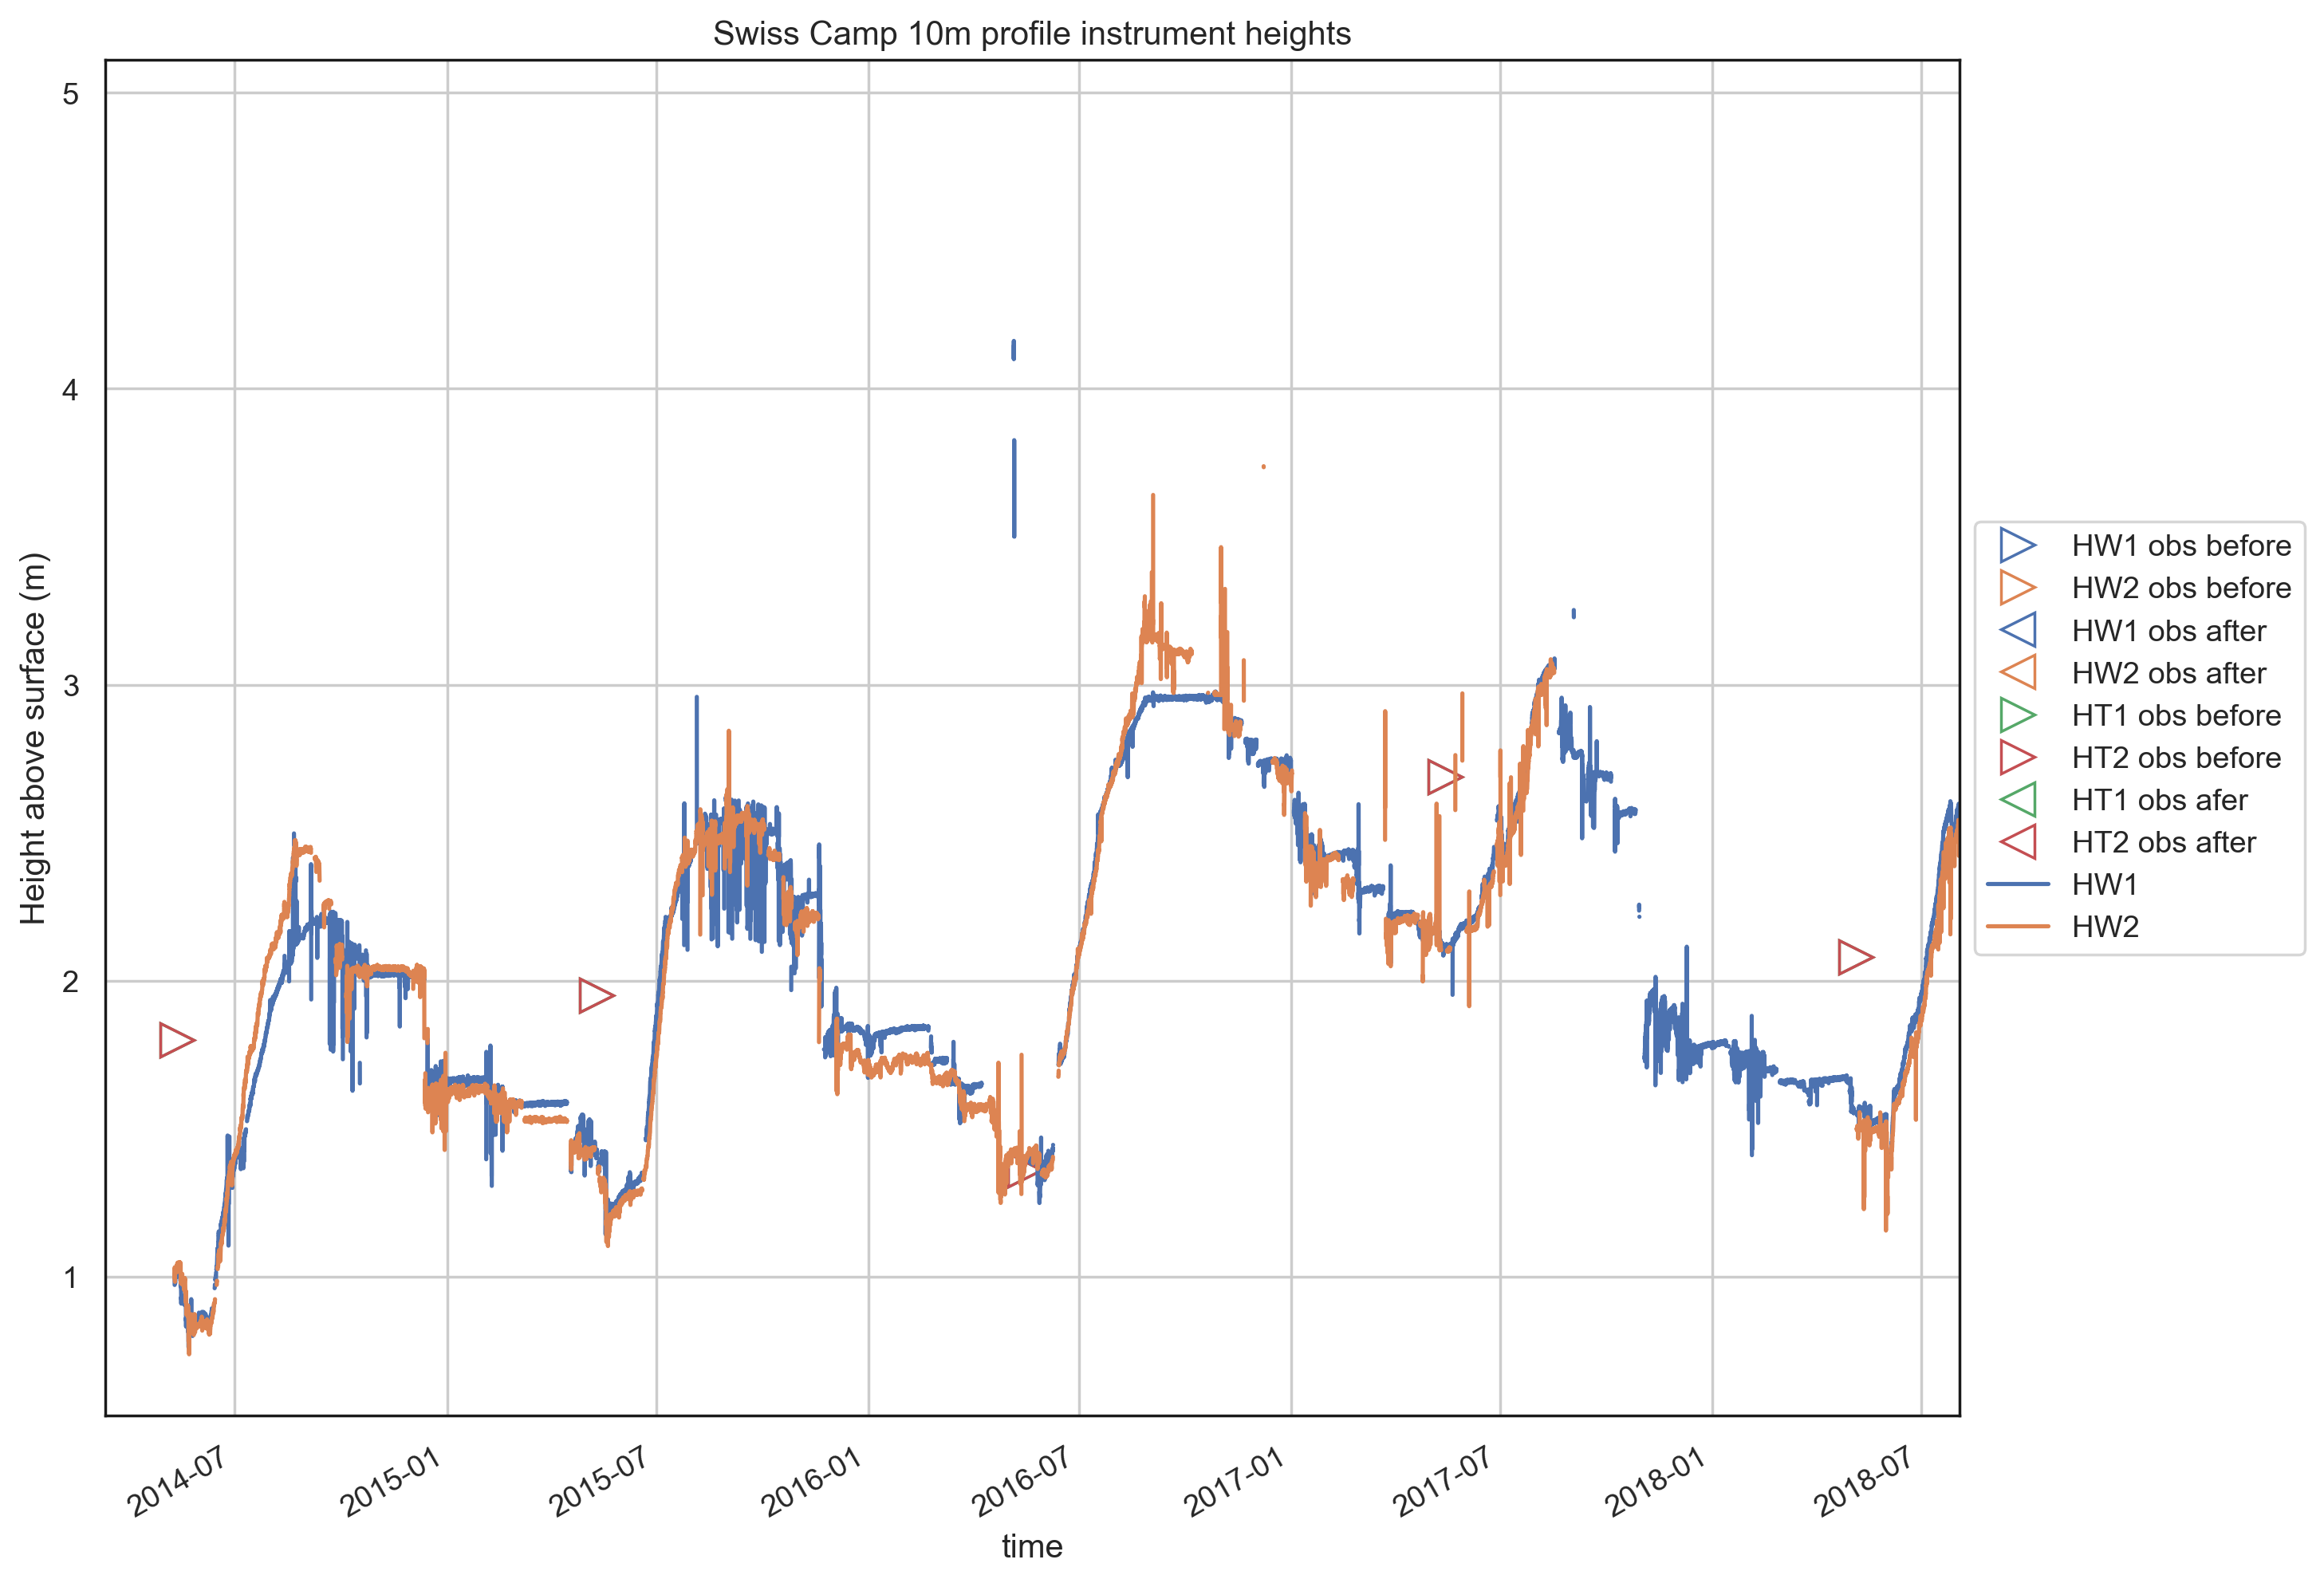 Swiss Camp 10m profile instrument heights
Height above surface (m)
5
4
3
2
1
2014-07
2015-01
2015-07
2016-01
2016-07
2017-01
2017-07
2018-01
2018-07
time
HW1 obs before
HW2 obs before
HW1 obs after
HW2 obs after
HT1 obs before
HT2 obs before
HT1 obs afer
HT2 obs after
HW1
HW2